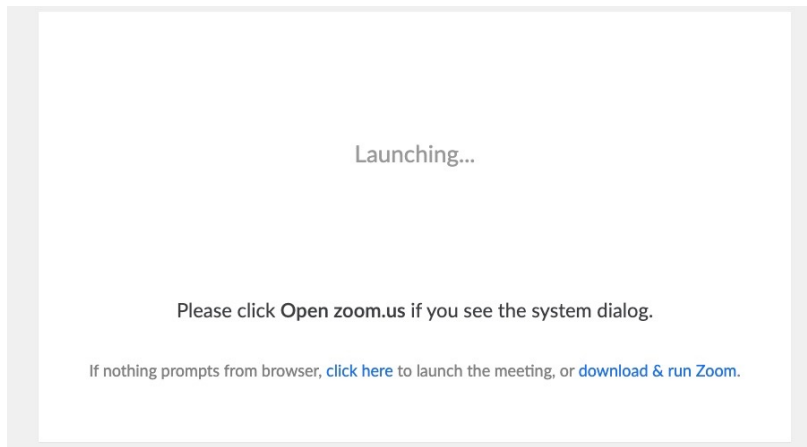 Launching...
Please click Open zoom.us if you see the system dialog.
If nothing prompts from browser, click here to launch the meeting, or download & run Zoom.